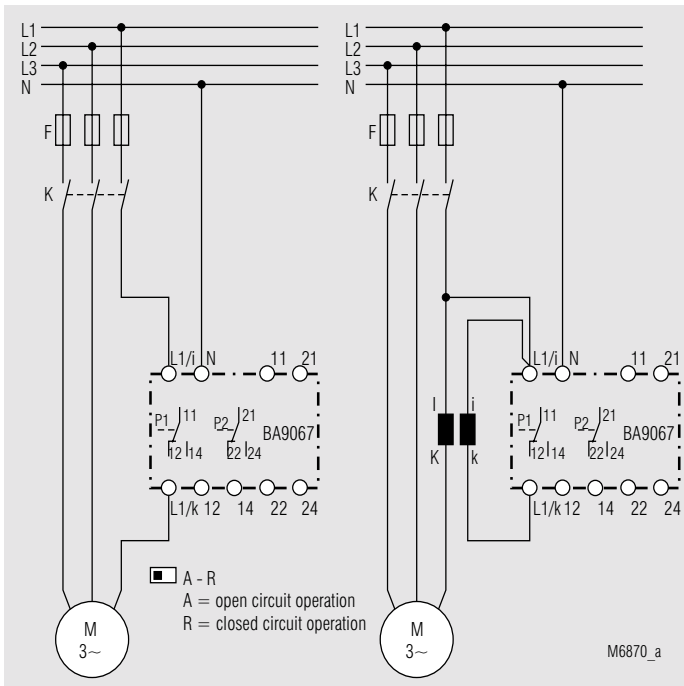 L1
L2
L3
N
F
K
L1/i N 11 21
P1 11 P2 21
BA9067
12 14 22 24
L1/k 12 14 22 24
A - R
A = open circuit operation
R = closed circuit operation
M
3~
L1
L2
L3
N
F
K
L1/i N 11 21
l i
P1 11 P2 21
BA9067
K k
12 14 22 24
L1/k 12 14 22 24
M
3~
M6870_a